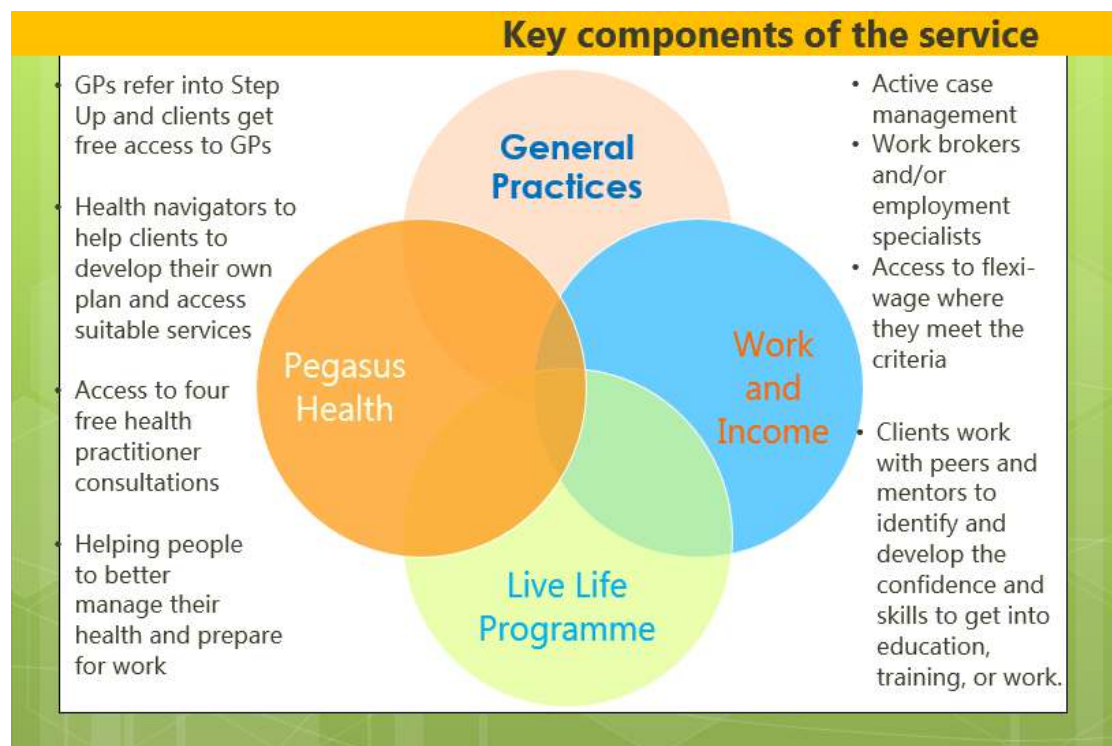 Key components of the service
• GPs refer into Step
Up and clients get
free access to GPs
• Health navigators to
help clients to
develop their own
plan and access
suitable services
• Access to four
free health
practitioner
consultations
• Helping people
to better
manage their
health and prepare
for work
General
Practices
Pegasus
Health
Work
and
Income
Live Life
Programme
• Active case
management
• Work brokers
and/or
employment
specialists
• Access to flexi-
wage where
they meet the
criteria
• Clients work
with peers and
mentors to
identify and
develop the
confidence and
skills to get into
education,
training, or work.